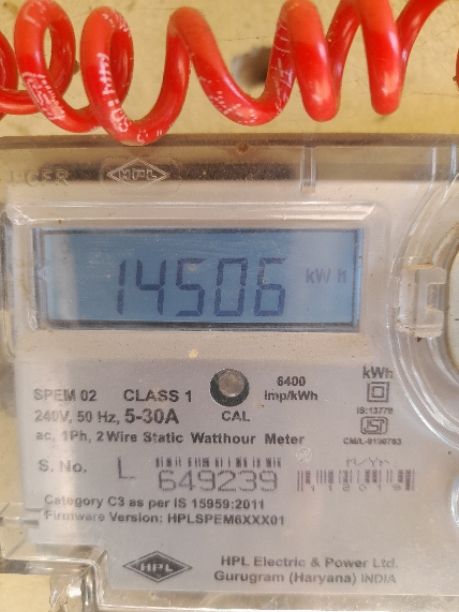 HPL
14506 kWh
SPEM 02 CLASS 1 6400 kWh
240V, 50 Hz, 5-30A CAL Imp/kWh IS:13779
ac, 1Ph, 2 Wire Static Watthour Meter
S. No. L 649239 M/Yr.
Category C3 as per IS 15959:2011
Firmware Version: HPLSPEM6XXX01
HPL HPL Electric & Power Ltd.
Gurugram (Haryana) INDIA